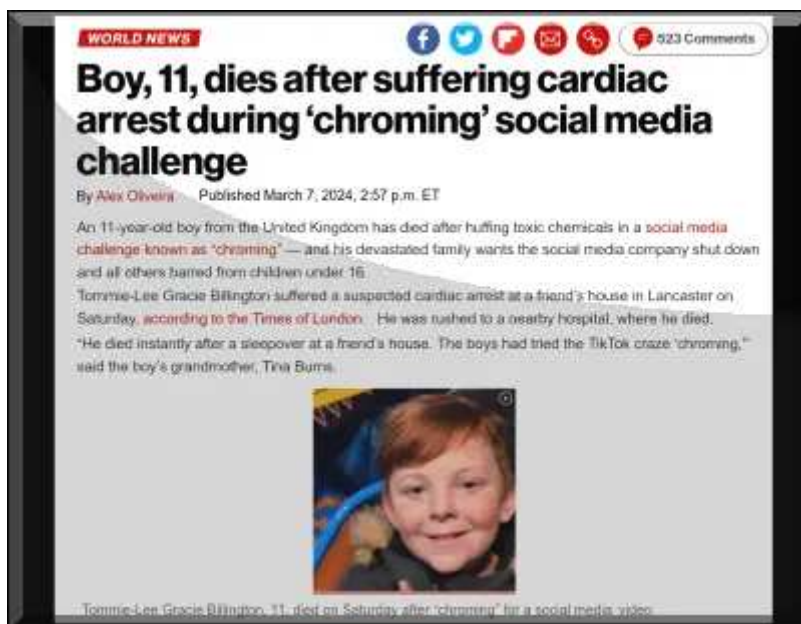 WORLD NEWS
523 Comments
Boy, 11, dies after suffering cardiac
arrest during ‘chroming’ social media
challenge
By Alex Oliveira Published March 7, 2024, 2:57 p.m. ET
An 11-year-old boy from the United Kingdom has died after huffing toxic chemicals in a social media
challenge known as “chroming” — and his devastated family wants the social media company shut down
and all others barred from children under 16.
Tommie-Lee Gracie Billington suffered a suspected cardiac arrest at a friend’s house in Lancaster on
Saturday, according to the Times of London. He was rushed to a nearby hospital, where he died.
“He died instantly after a sleepover at a friend’s house. The boys had tried the TikTok craze ‘chroming,’”
said the boy’s grandmother, Tina Burns.
Tommie-Lee Gracie Billington, 11, died on Saturday after “chroming” for a social media video